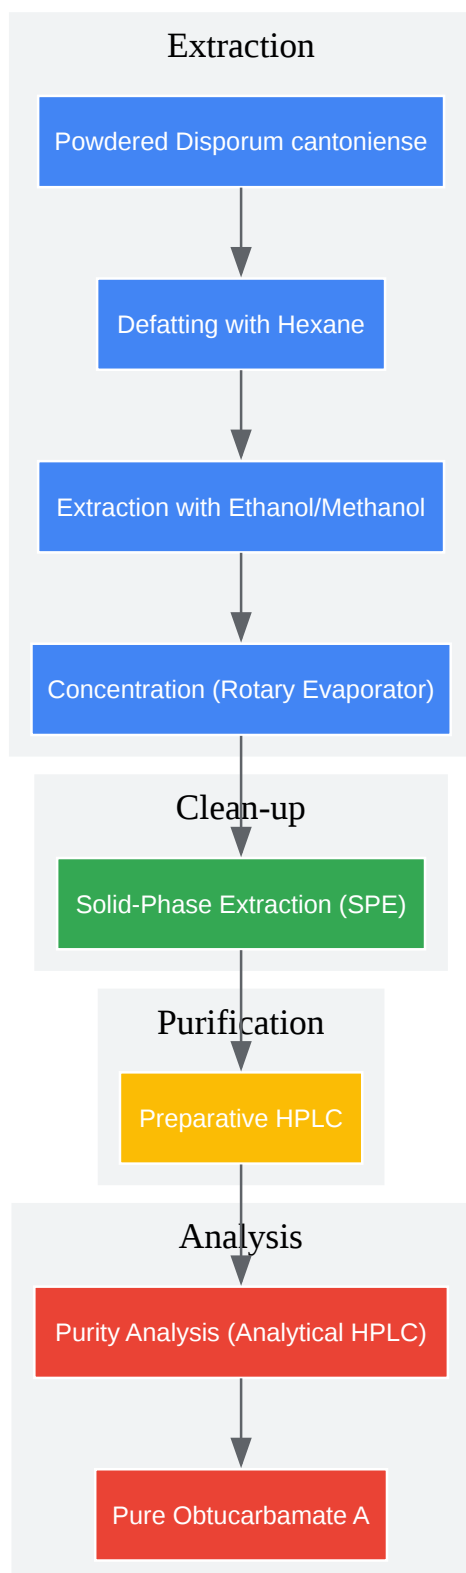 Extraction
Powdered Disporum cantoniense
Defatting with Hexane
Extraction with Ethanol/Methanol
Concentration (Rotary Evaporator)
Clean-up
Solid-Phase Extraction (SPE)
Purification
Preparative HPLC
Analysis
Purity Analysis (Analytical HPLC)
Pure Obtucarbamate A